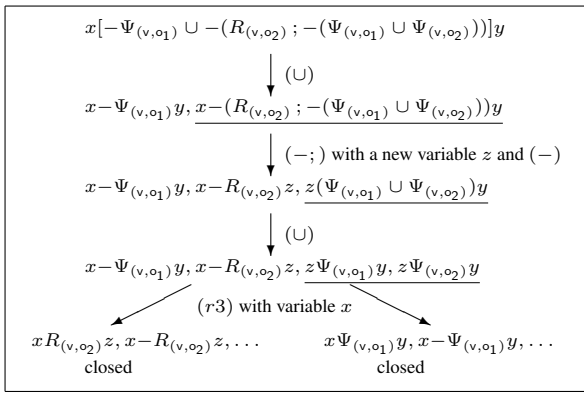 x[−Ψ(v,o₁) ∪ −(R(v,o₂) ; −(Ψ(v,o₁) ∪ Ψ(v,o₂)))]y
(∪)
x−Ψ(v,o₁)y, x−(R(v,o₂) ; −(Ψ(v,o₁) ∪ Ψ(v,o₂)))y
(−;) with a new variable z and (−)
x−Ψ(v,o₁)y, x−R(v,o₂)z, z(Ψ(v,o₁) ∪ Ψ(v,o₂))y
(∪)
x−Ψ(v,o₁)y, x−R(v,o₂)z, zΨ(v,o₁)y, zΨ(v,o₂)y
(r3) with variable x
xR(v,o₂)z, x−R(v,o₂)z, ... xΨ(v,o₁)y, x−Ψ(v,o₁)y, ...
closed closed